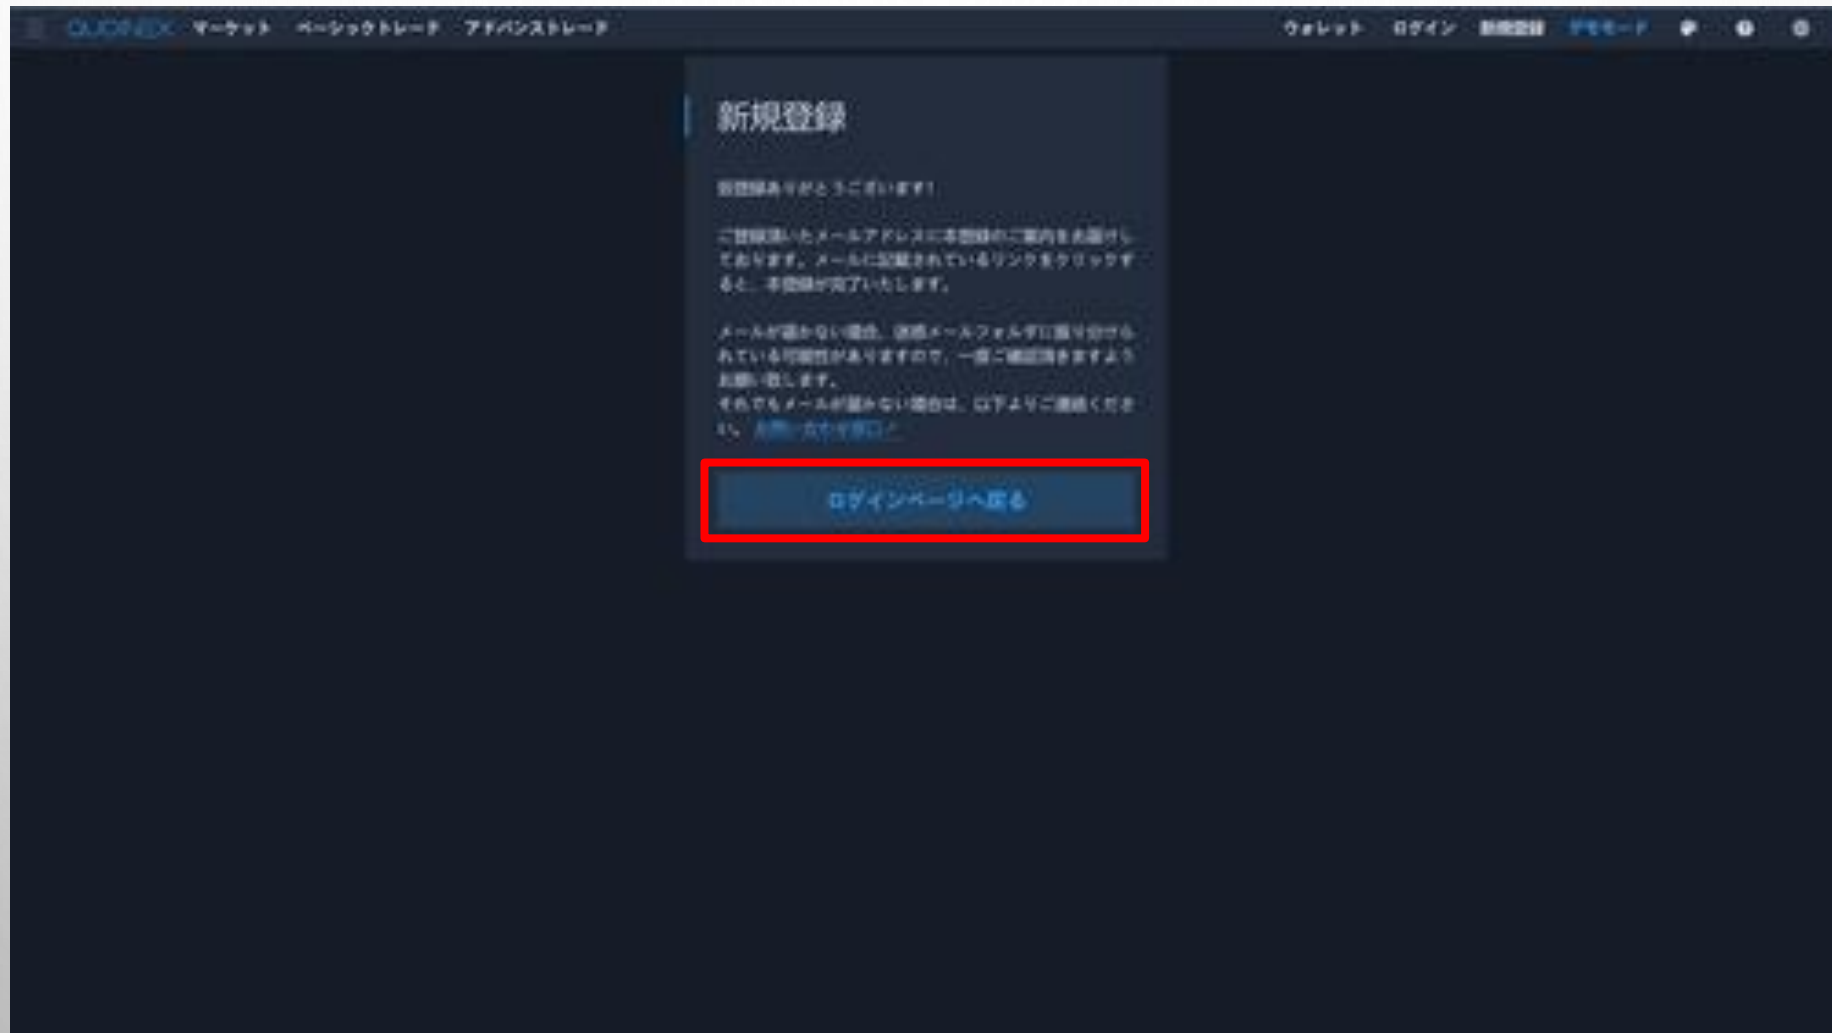 QUOINEX マーケット ベーシックトレード アドバンストレード ウォレット ログイン 新規登録 デモモード
新規登録
仮登録ありがとうございます!
ご登録頂いたメールアドレスに本登録のご案内をお届けし
ております。メールに記載されているリンクをクリックす
ると、本登録が完了いたします。
メールが届かない場合、迷惑メールフォルダに振り分けら
れている可能性がありますので、一度ご確認頂きますよう
お願い致します。
それでもメールが届かない場合は、以下よりご連絡くださ
い。 お問い合わせ窓口
ログインページへ戻る